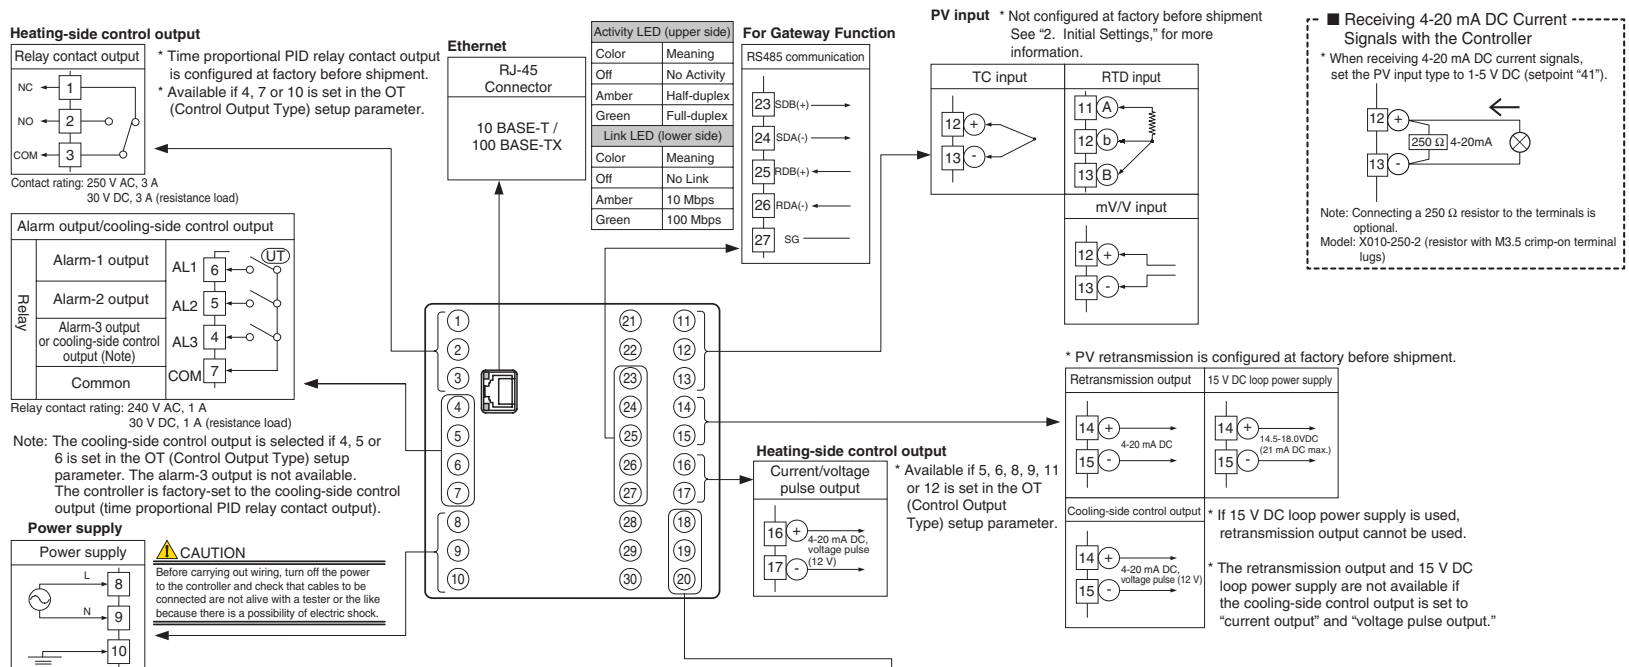 Heating-side control output
Relay contact output
NC
1
NO
2
COM
3
* Time proportional PID relay contact output
is configured at factory before shipment.
* Available if 4, 7 or 10 is set in the OT
(Control Output Type) setup parameter.
Contact rating: 250 V AC, 3 A
30 V DC, 3 A (resistance load)
Alarm output/cooling-side control output
Relay
Alarm-1 output
AL1
6
UT
Alarm-2 output
AL2
5
Alarm-3 output
or cooling-side control
output (Note)
AL3
4
Common
COM
7
Relay contact rating: 240 V AC, 1 A
30 V DC, 1 A (resistance load)
Note: The cooling-side control output is selected if 4, 5 or
6 is set in the OT (Control Output Type) setup
parameter. The alarm-3 output is not available.
The controller is factory-set to the cooling-side control
output (time proportional PID relay contact output).
Power supply
Power supply
L
8
N
9
10
CAUTION
Before carrying out wiring, turn off the power
to the controller and check that cables to be
connected are not alive with a tester or the like
because there is a possibility of electric shock.
Ethernet
RJ-45
Connector
10 BASE-T /
100 BASE-TX
Activity LED (upper side)
Color Meaning
Off No Activity
Amber Half-duplex
Green Full-duplex
Link LED (lower side)
Color Meaning
Off No Link
Amber 10 Mbps
Green 100 Mbps
For Gateway Function
RS485 communication
23 SDB(+)
24 SDA(-)
25 RDB(+)
26 RDA(-)
27 SG
1 21 11
2 22 12
3 23 13
4 24 14
5 25 15
6 26 16
7 27 17
8 28 18
9 29 19
10 30 20
Heating-side control output
Current/voltage
pulse output
16 +
4-20 mA DC,
voltage pulse
(12 V)
17 -
* Available if 5, 6, 8, 9, 11
or 12 is set in the OT
(Control Output
Type) setup parameter.
PV input * Not configured at factory before shipment
See “2. Initial Settings,” for more
information.
TC input
12 +
13 -
RTD input
11 A
12 b
13 B
mV/V input
12 +
13 -
■ Receiving 4-20 mA DC Current
Signals with the Controller
* When receiving 4-20 mA DC current signals,
set the PV input type to 1-5 V DC (setpoint “41”).
12 +
250 Ω 4-20mA
13 -
Note: Connecting a 250 Ω resistor to the terminals is
optional.
Model: X010-250-2 (resistor with M3.5 crimp-on terminal
lugs)
* PV retransmission is configured at factory before shipment.
Retransmission output
14 +
4-20 mA DC
15 -
15 V DC loop power supply
14 +
14.5-18.0VDC
(21 mA DC max.)
15 -
Cooling-side control output
14 +
4-20 mA DC,
voltage pulse (12 V)
15 -
* If 15 V DC loop power supply is used,
retransmission output cannot be used.
* The retransmission output and 15 V DC
loop power supply are not available if
the cooling-side control output is set to
“current output” and “voltage pulse output.”